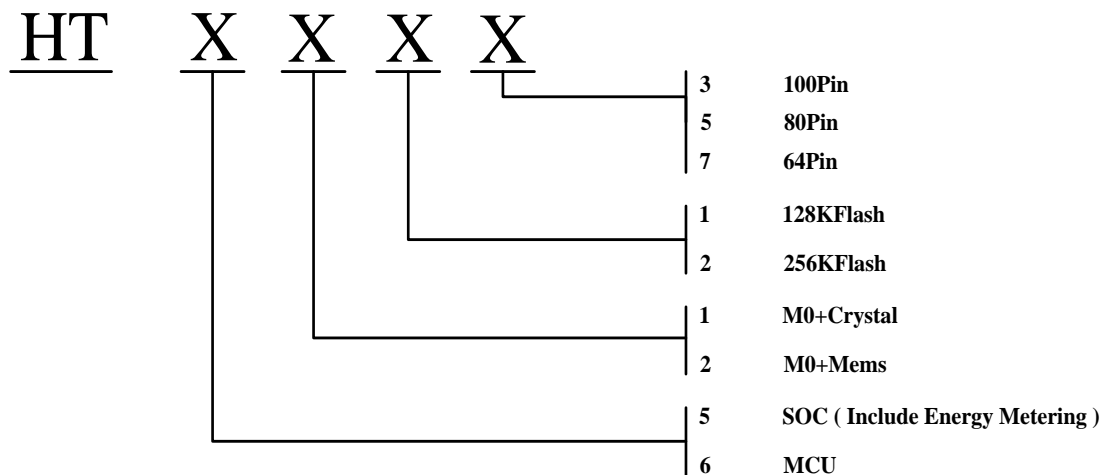 HT X X X X
3 100Pin
5 80Pin
7 64Pin
1 128KFlash
2 256KFlash
1 M0+Crystal
2 M0+Mems
5 SOC ( Include Energy Metering )
6 MCU